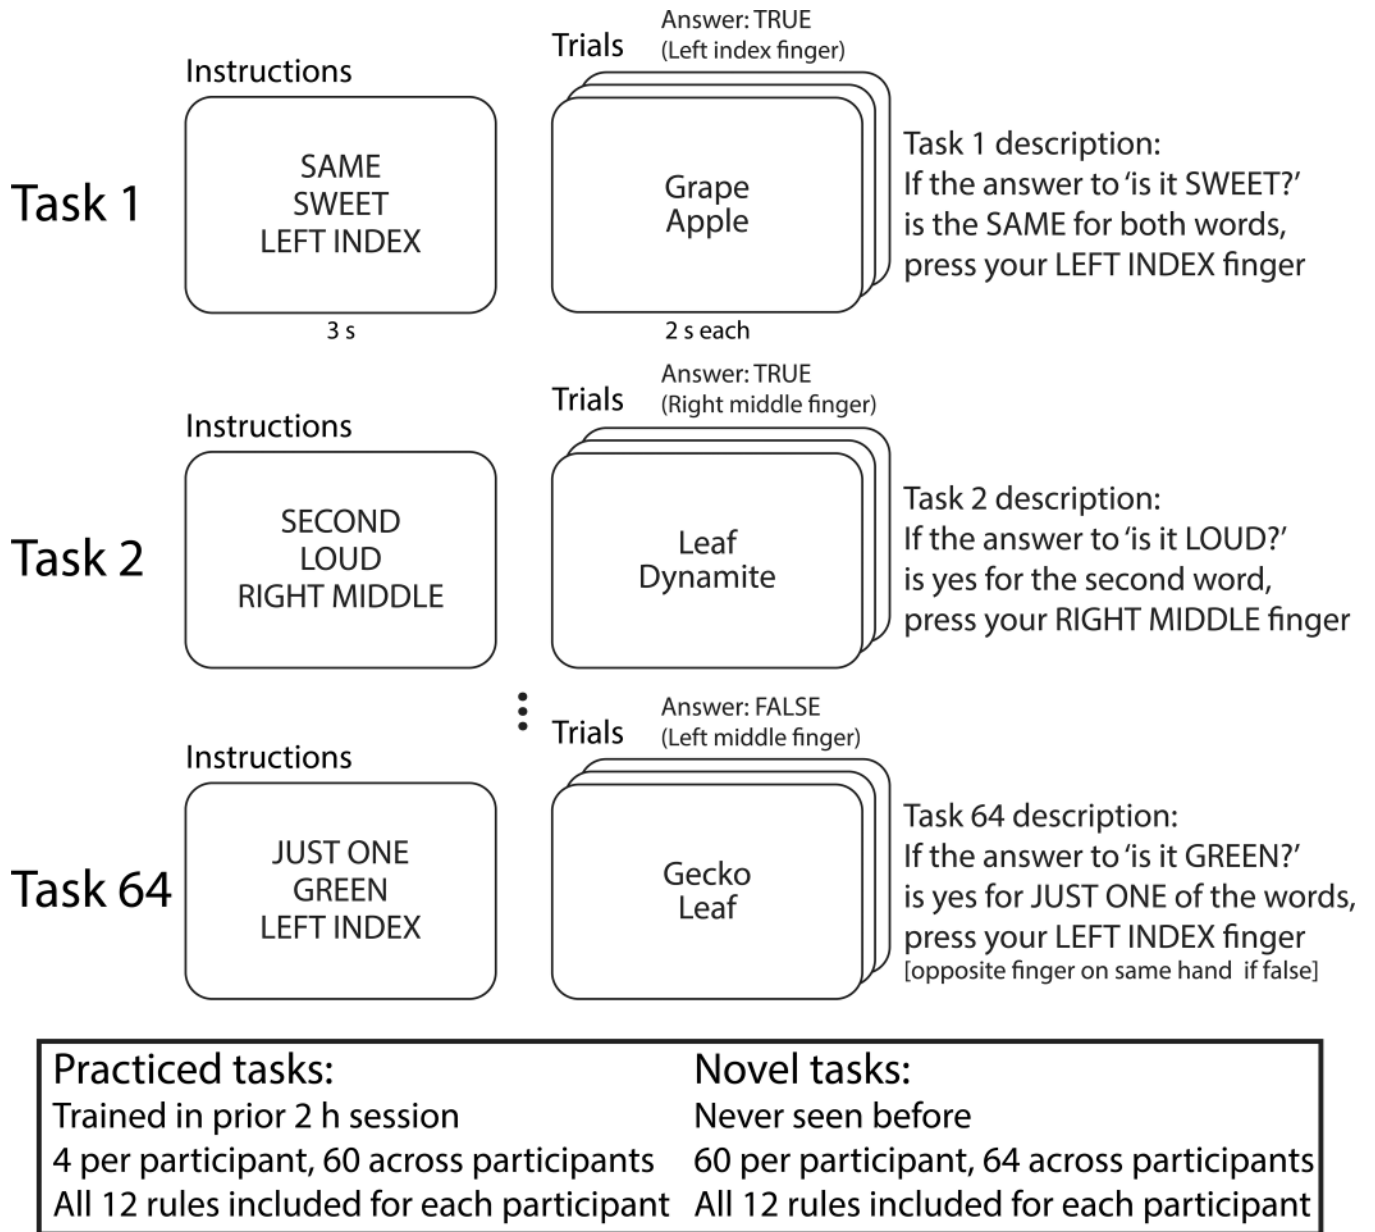 Task 1
Instructions
SAME
SWEET
LEFT INDEX
3 s
Trials
Answer: TRUE
(Left index finger)
Grape
Apple
2 s each
Task 1 description:
If the answer to ‘is it SWEET?’
is the SAME for both words,
press your LEFT INDEX finger
Task 2
Instructions
SECOND
LOUD
RIGHT MIDDLE
Trials
Answer: TRUE
(Right middle finger)
Leaf
Dynamite
Task 2 description:
If the answer to ‘is it LOUD?’
is yes for the second word,
press your RIGHT MIDDLE finger
Task 64
Instructions
JUST ONE
GREEN
LEFT INDEX
Trials
Answer: FALSE
(Left middle finger)
Gecko
Leaf
Task 64 description:
If the answer to ‘is it GREEN?’
is yes for JUST ONE of the words,
press your LEFT INDEX finger
[opposite finger on same hand if false]
Practiced tasks:
Trained in prior 2 h session
4 per participant, 60 across participants
All 12 rules included for each participant
Novel tasks:
Never seen before
60 per participant, 64 across participants
All 12 rules included for each participant